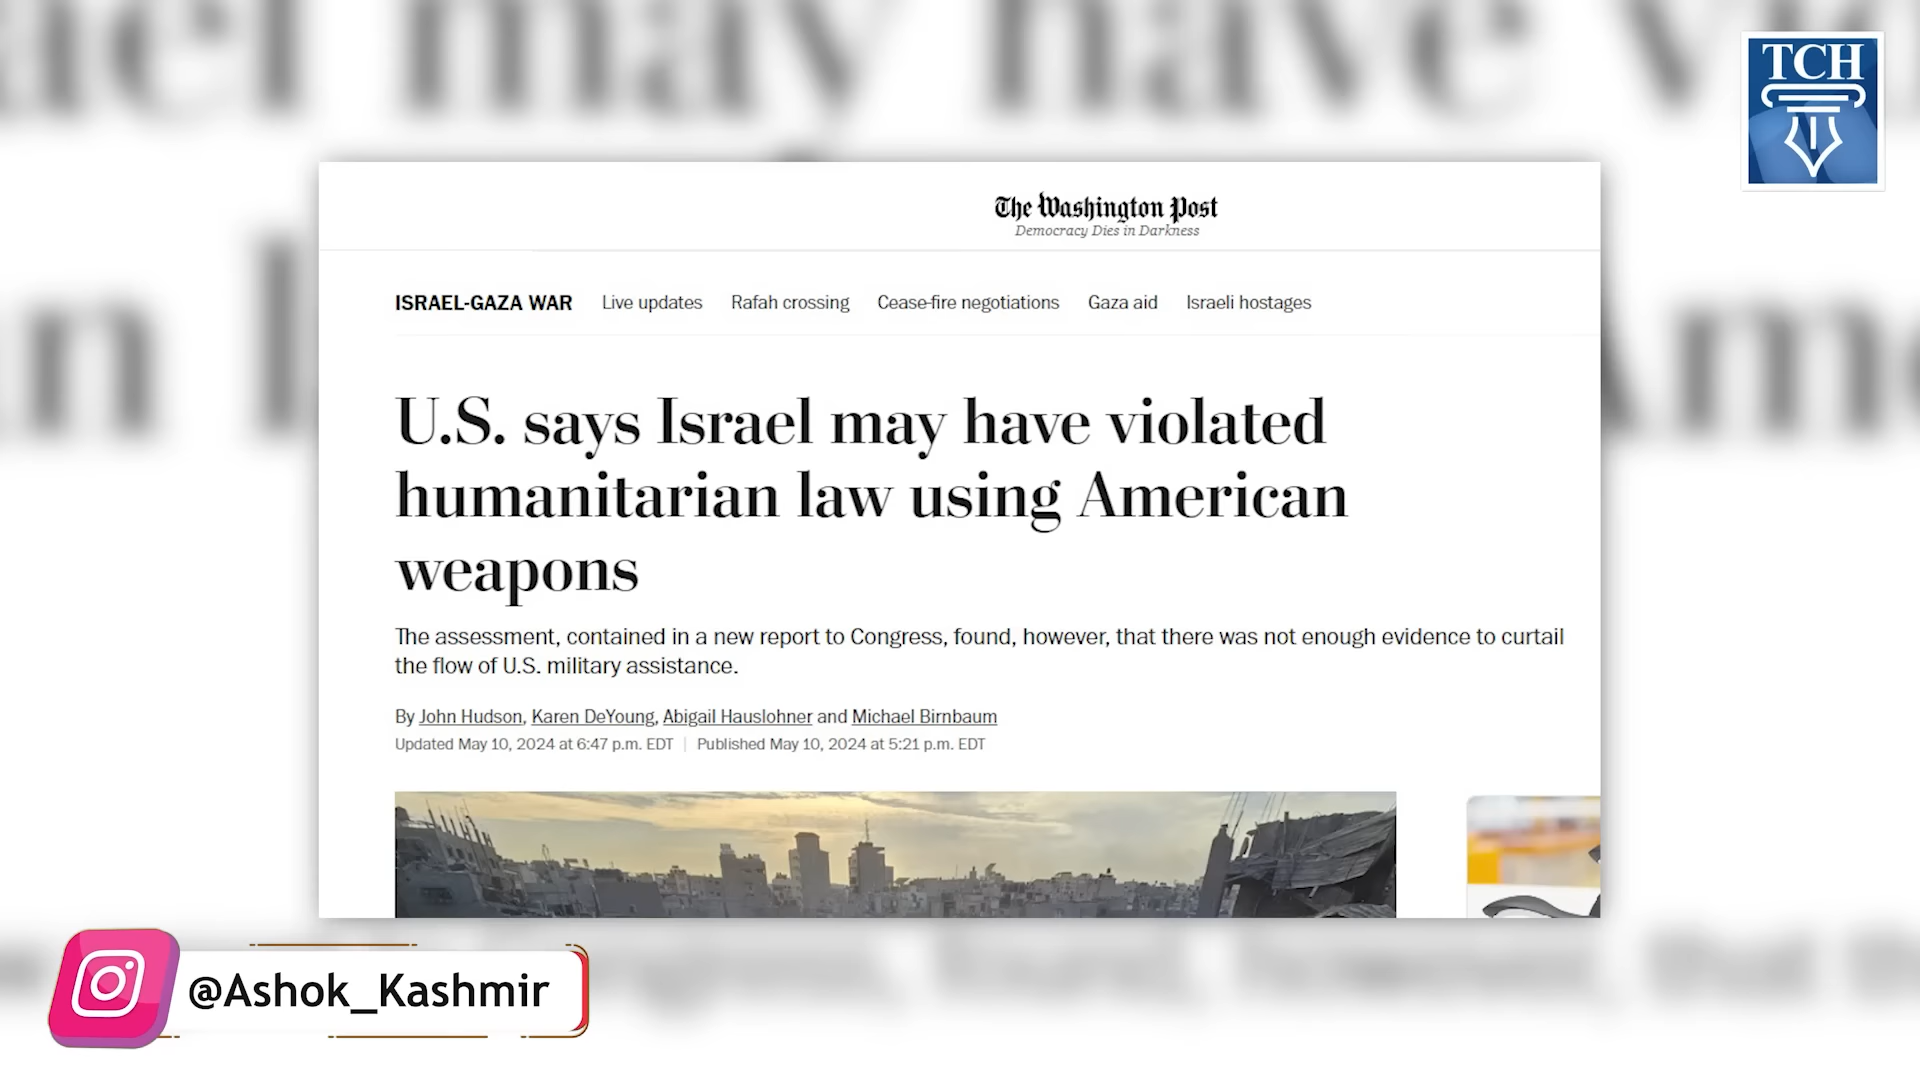 TCH
The Washington Post
Democracy Dies in Darkness
ISRAEL-GAZA WAR Live updates Rafah crossing Cease-fire negotiations Gaza aid Israeli hostages
U.S. says Israel may have violated
humanitarian law using American
weapons
The assessment, contained in a new report to Congress, found, however, that there was not enough evidence to curtail
the flow of U.S. military assistance.
By John Hudson, Karen DeYoung, Abigail Hauslohner and Michael Birnbaum
Updated May 10, 2024 at 6:47 p.m. EDT | Published May 10, 2024 at 5:21 p.m. EDT
@Ashok_Kashmir